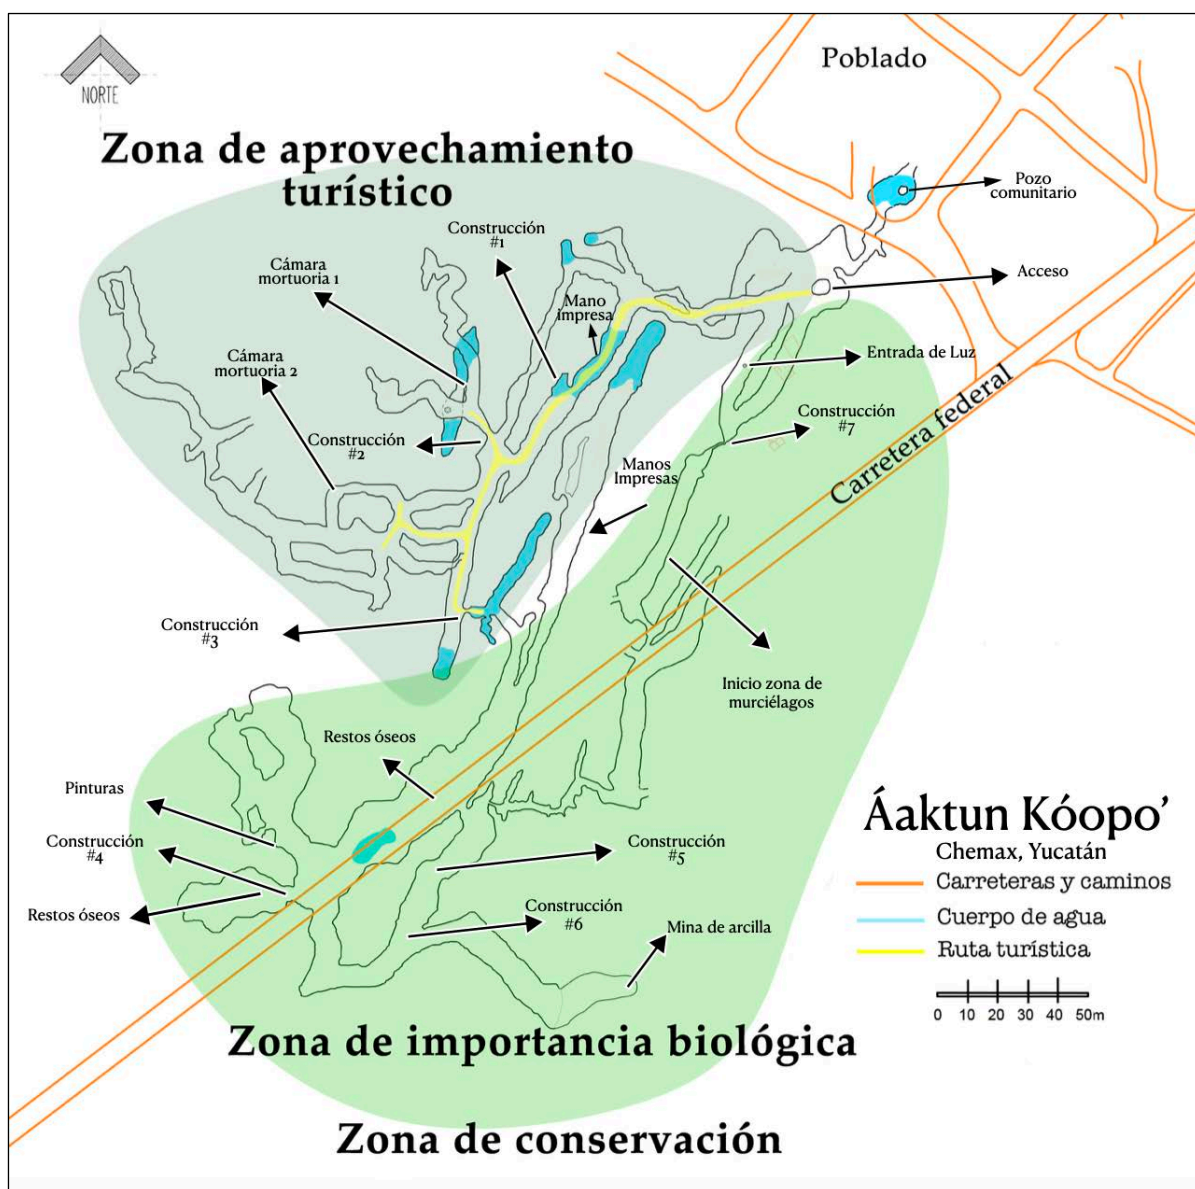 Poblado
NORTE
Zona de aprovechamiento
turístico
Pozo
comunitario
Construcción
#1
Cámara
mortuoria 1
Acceso
Mano
impresa
Cámara
mortuoria 2
Entrada de Luz
Construcción
#7
Carretera federal
Construcción
#2
Manos
Impresas
Construcción
#3
Inicio zona de
murciélagos
Restos óseos
Pinturas
Construcción
#4
Construcción
#5
Restos óseos
Construcción
#6
Mina de arcilla
Áaktun Kóopo’
Chemax, Yucatán
Carreteras y caminos
Cuerpo de agua
Ruta turística
0 10 20 30 40 50m
Zona de importancia biológica
Zona de conservación